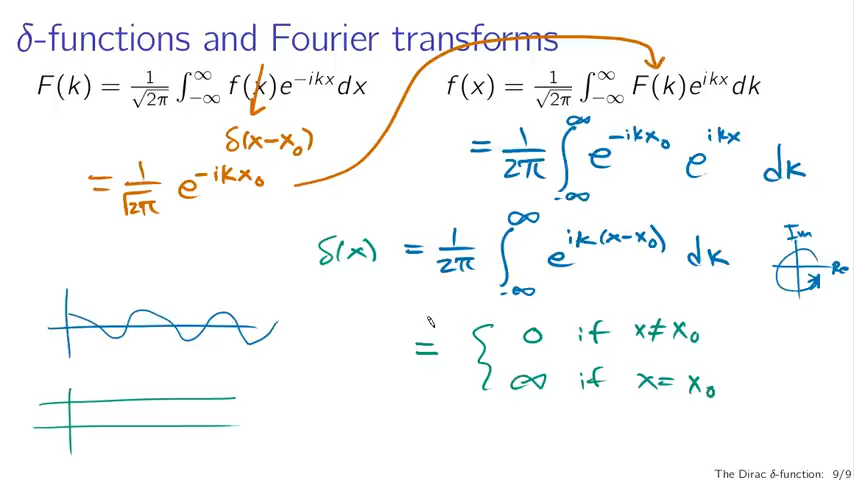 δ-functions and Fourier transforms
F(k) = 1/√2π ∫_{-∞}^{∞} f(x)e^{-ikx}dx
f(x) = 1/√2π ∫_{-∞}^{∞} F(k)e^{ikx}dk
δ(x-x₀)
= 1/√2π e^{-ikx₀}
= 1/2π ∫_{-∞}^{∞} e^{-ikx₀} e^{ikx} dk
δ(x) = 1/2π ∫_{-∞}^{∞} e^{ik(x-x₀)} dk
Im
Re
= { 0 if x≠x₀
∞ if x=x₀
The Dirac δ-function: 9/9